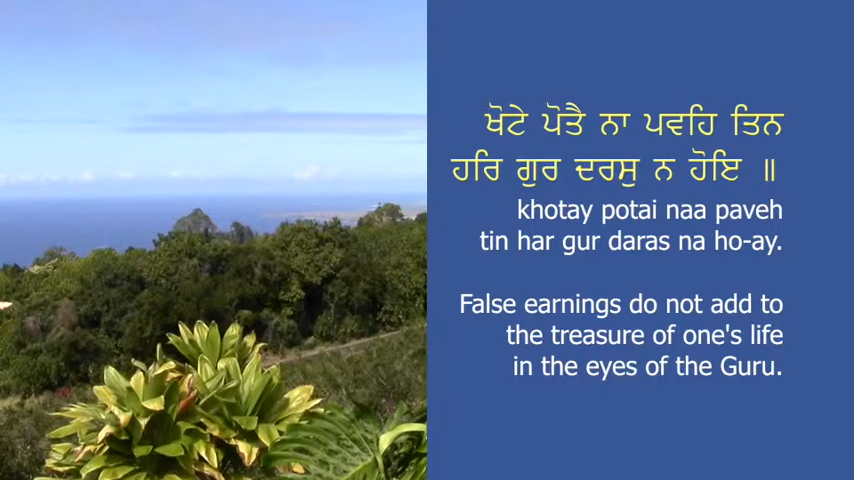 ਖੋਟੇ ਪੋਤੈ ਨਾ ਪਵਹਿ ਤਿਨ
ਹਰਿ ਗੁਰ ਦਰਸੁ ਨ ਹੋਇ ॥
khotay potai naa paveh
tin har gur daras na ho-ay.
False earnings do not add to
the treasure of one's life
in the eyes of the Guru.